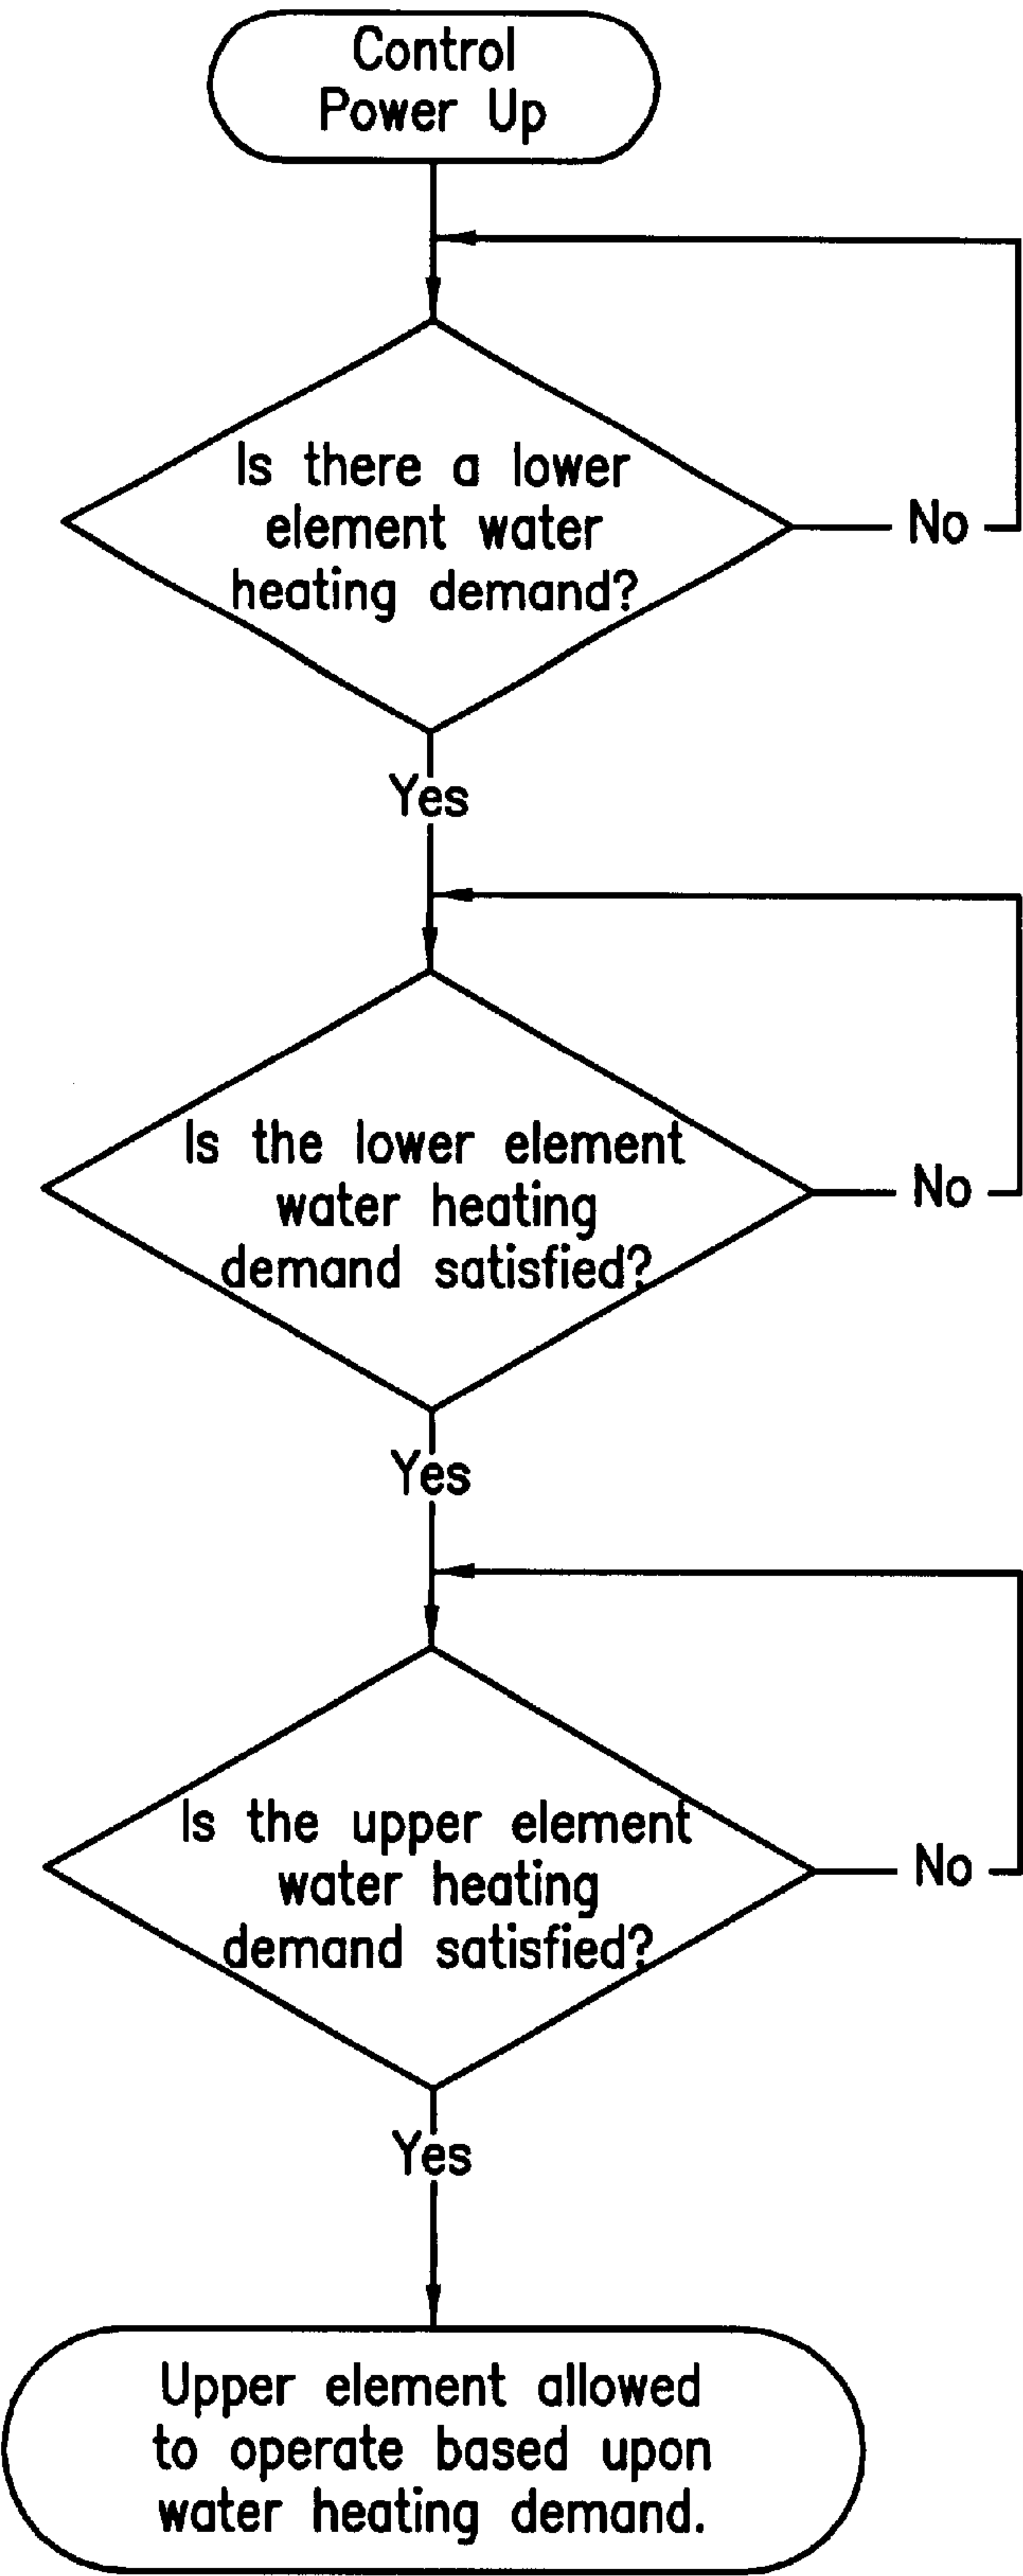 Control
Power Up
Is there a lower
element water
heating demand?
No
Yes
Is the lower element
water heating
demand satisfied?
No
Yes
Is the upper element
water heating
demand satisfied?
No
Yes
Upper element allowed
to operate based upon
water heating demand.